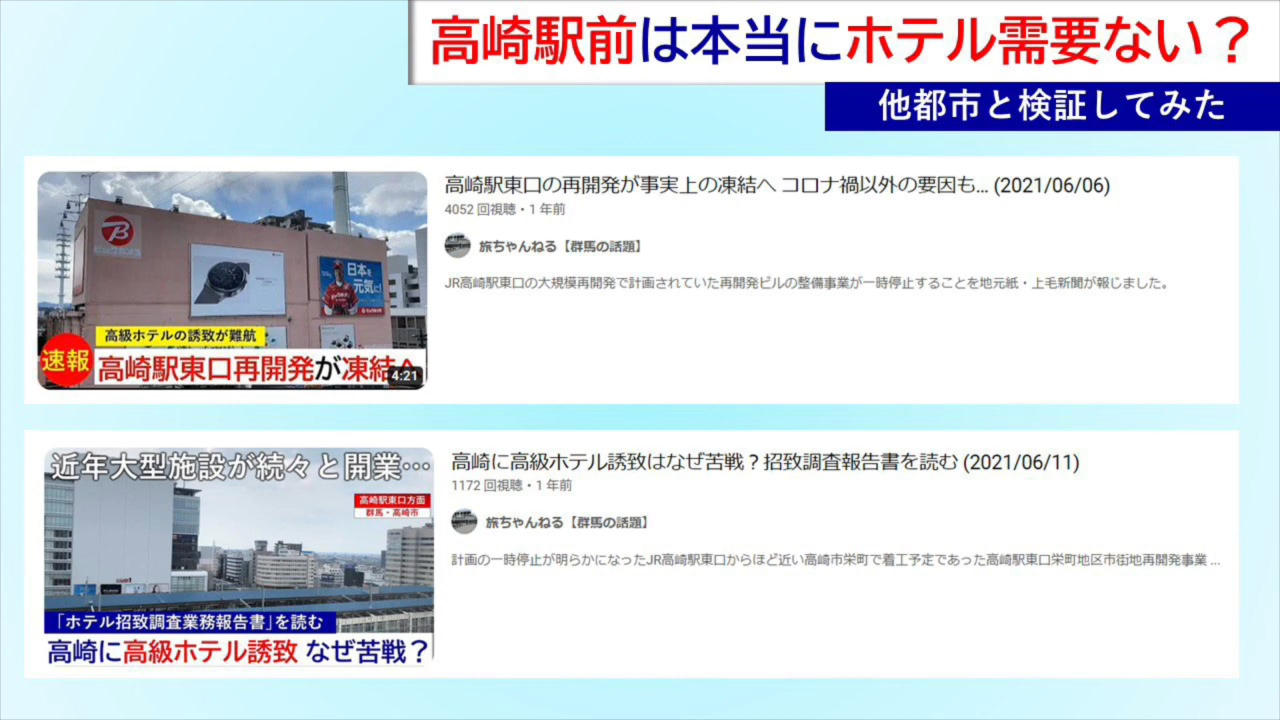 高崎駅前は本当にホテル需要ない？
他都市と検証してみた
高崎駅東口の再開発が事実上の凍結へ コロナ禍以外の要因も... (2021/06/06)
4052 回視聴・1 年前
旅ちゃんねる【群馬の話題】
JR高崎駅東口の大規模再開発で計画されていた再開発ビルの整備事業が一時停止することを地元紙・上毛新聞が報じました。
日本を
元気に!
高級ホテルの誘致が難航
速報
高崎駅東口再開発が凍結へ
4:21
高崎に高級ホテル誘致はなぜ苦戦？招致調査報告書を読む (2021/06/11)
1172 回視聴・1 年前
旅ちゃんねる【群馬の話題】
計画の一時停止が明らかになったJR高崎駅東口からほど近い高崎市栄町で着工予定であった高崎駅東口栄町地区市街地再開発事業 ...
近年大型施設が続々と開業…
高崎駅東口方面
群馬・高崎市
「ホテル招致調査業務報告書」を読む
高崎に高級ホテル誘致 なぜ苦戦？